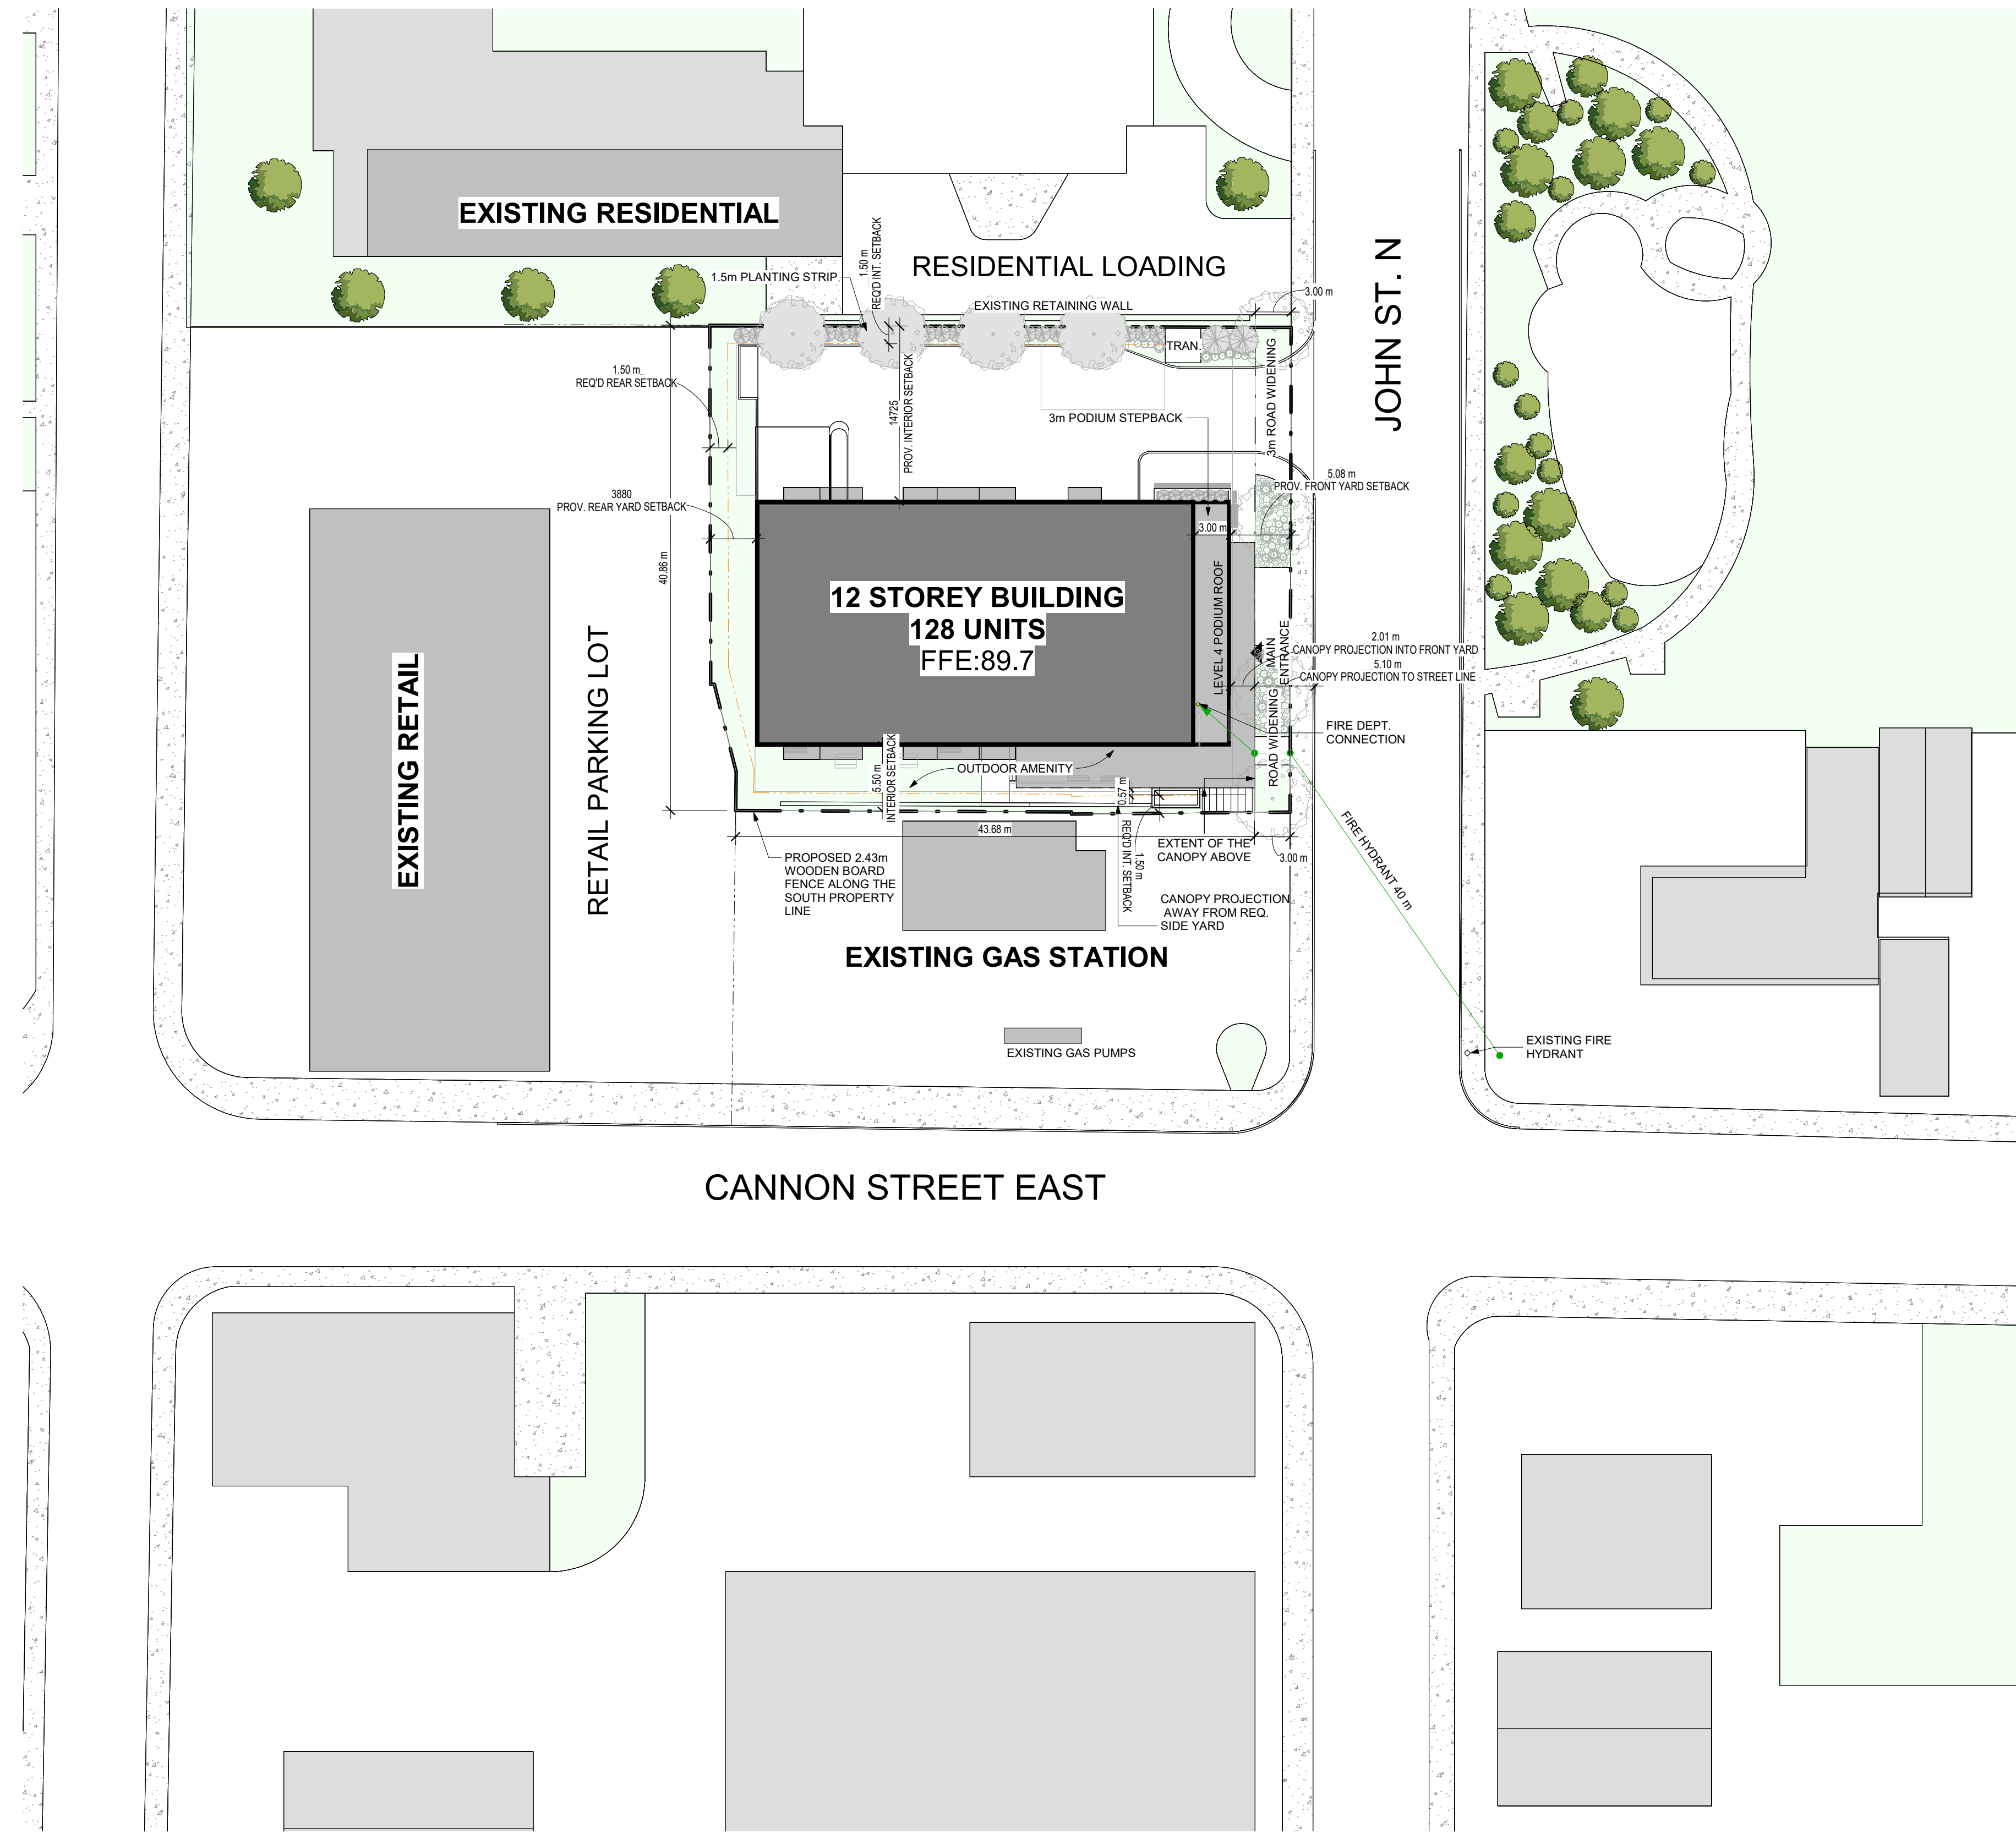 EXISTING RESIDENTIAL
1.5m PLANTING STRIP
1.50 m
REQ'D INT. SETBACK
RESIDENTIAL LOADING
EXISTING RETAINING WALL
3.00 m
JOHN ST. N
TRAN.
3m ROAD WIDENING
1.50 m
REQ'D REAR SETBACK
14725
PROV. INTERIOR SETBACK
3m PODIUM STEPBACK
5.08 m
PROV. FRONT YARD SETBACK
3880
PROV. REAR YARD SETBACK
3.00 m
40.86 m
12 STOREY BUILDING
128 UNITS
FFE:89.7
LEVEL 4 PODIUM ROOF
MAIN
ENTRANCE
2.01 m
CANOPY PROJECTION INTO FRONT YARD
5.10 m
CANOPY PROJECTION TO STREET LINE
EXISTING RETAIL
RETAIL PARKING LOT
ROAD WIDENING
FIRE DEPT.
CONNECTION
OUTDOOR AMENITY
5.50 m
INTERIOR SETBACK
0.57 m
43.68 m
EXTENT OF THE
CANOPY ABOVE
3.00 m
FIRE HYDRANT 40 m
1.50 m
REQ'D INT. SETBACK
PROPOSED 2.43m
WOODEN BOARD
FENCE ALONG THE
SOUTH PROPERTY
LINE
CANOPY PROJECTION
AWAY FROM REQ.
SIDE YARD
EXISTING GAS STATION
EXISTING GAS PUMPS
EXISTING FIRE
HYDRANT
CANNON STREET EAST